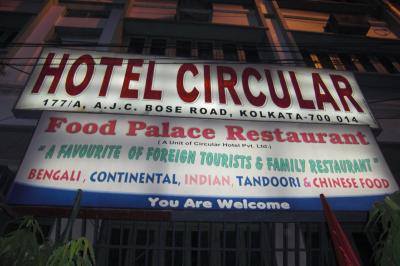 HOTEL CIRCULAR
177/A, A.J.C. BOSE ROAD, KOLKATA-700 014
Food Palace Restaurant
( A Unit of Circular Hotel Pvt. Ltd.)
"A FAVOURITE OF FOREIGN TOURISTS & FAMILY RESTAURANT"
BENGALI, CONTINENTAL, INDIAN, TANDOORI & CHINESE FOOD
You Are Welcome